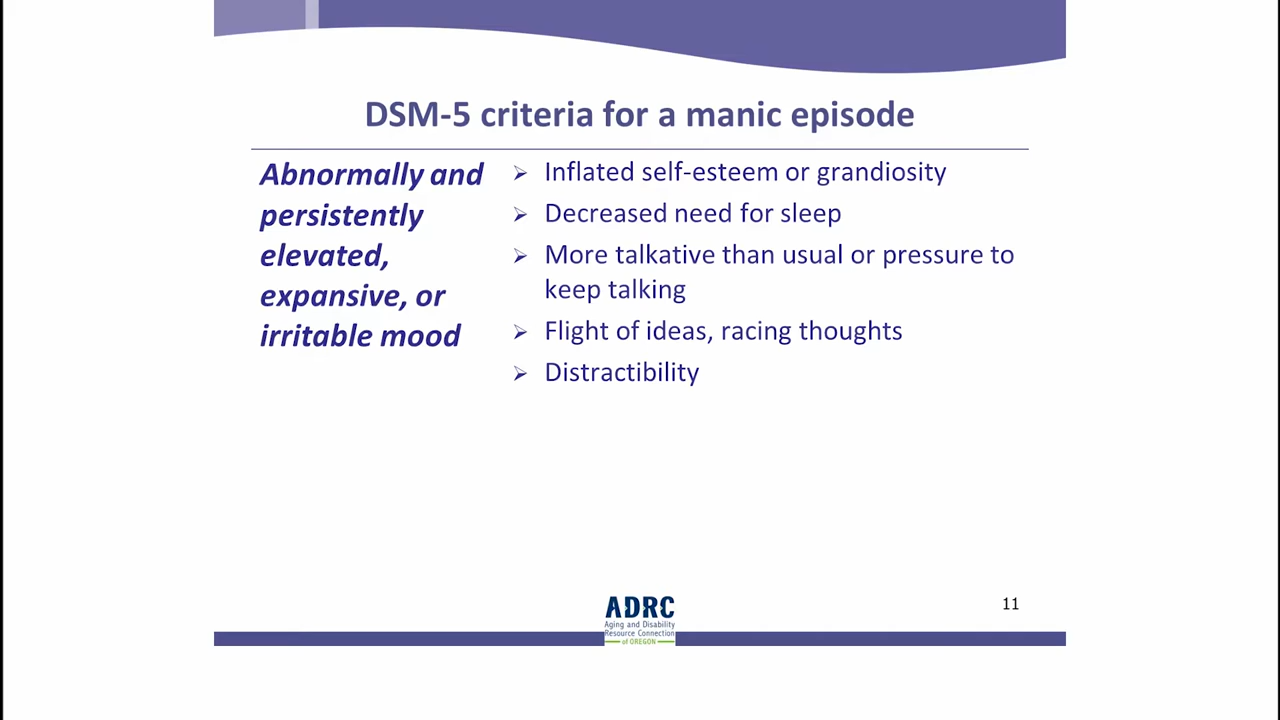 DSM-5 criteria for a manic episode
Abnormally and
persistently
elevated,
expansive, or
irritable mood
Inflated self-esteem or grandiosity
Decreased need for sleep
More talkative than usual or pressure to
keep talking
Flight of ideas, racing thoughts
Distractibility
ADRC
Aging and Disability
Resource Connection
of OREGON
11